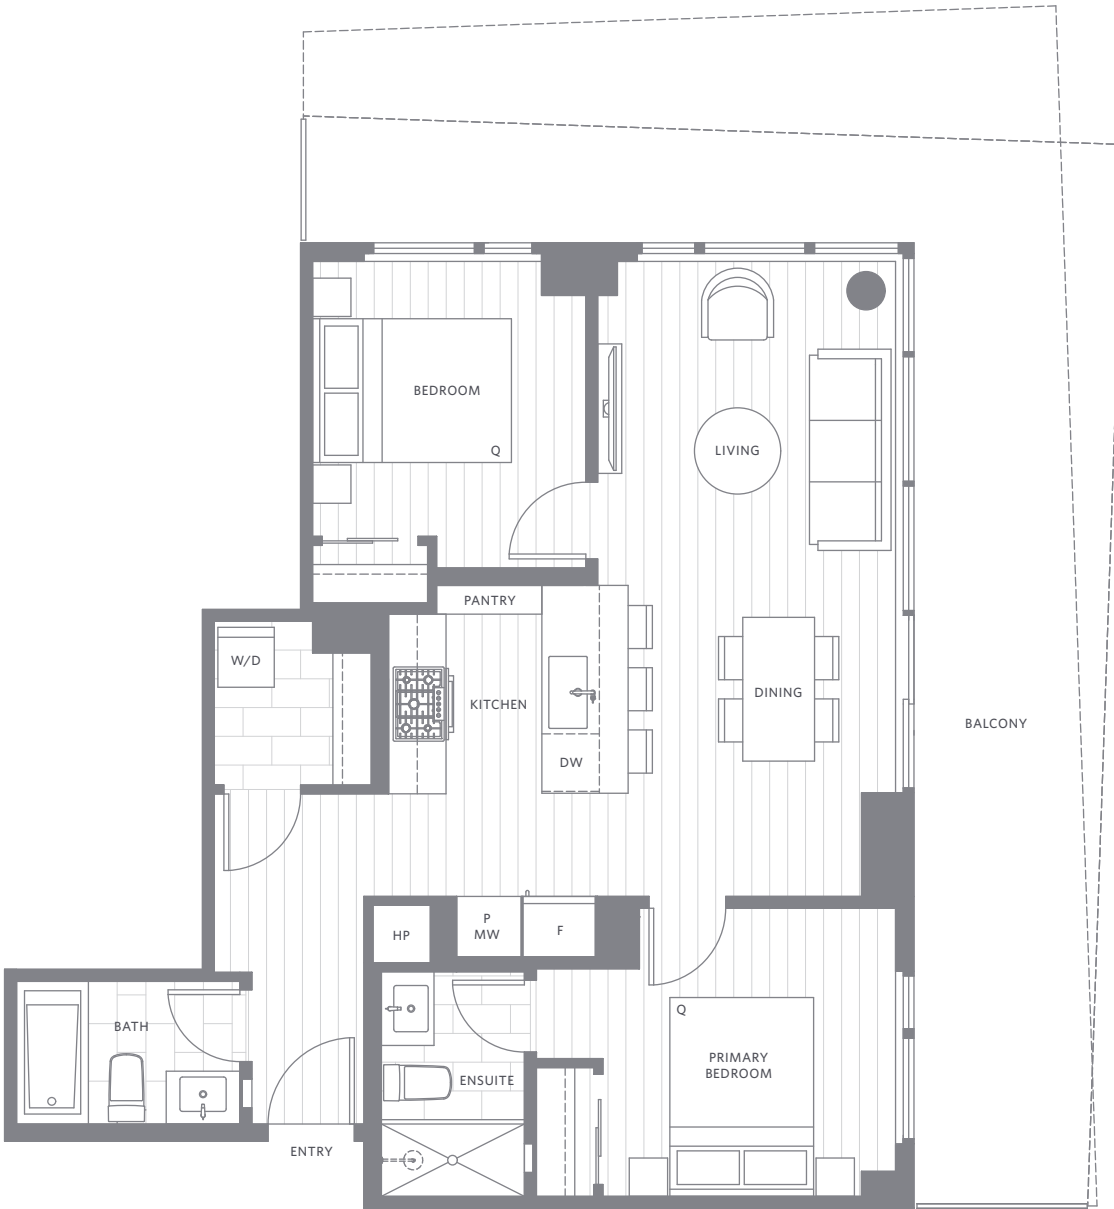 BEDROOM
Q
LIVING
PANTRY
W/D
KITCHEN
DINING
BALCONY
DW
P
MW
F
HP
Q
BATH
PRIMARY
BEDROOM
ENSUITE
ENTRY